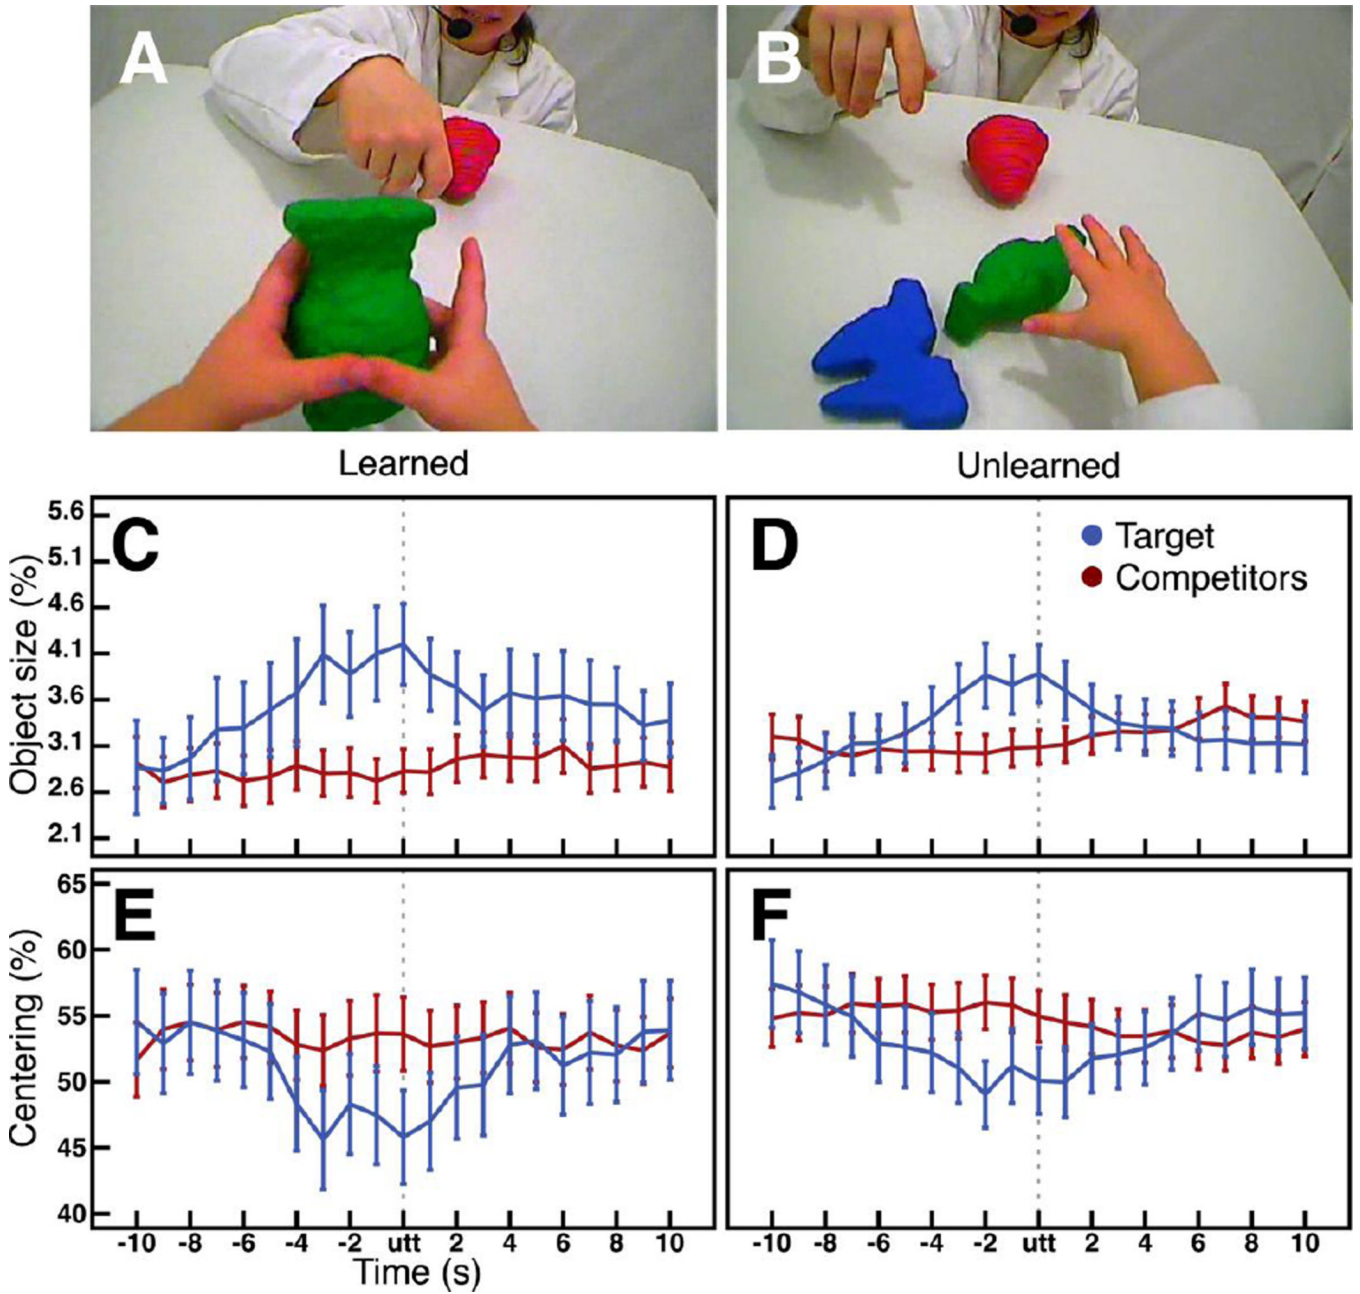 A
B
Learned
Unlearned
Object size (%)
5.6
5.1
4.6
4.1
3.6
3.1
2.6
2.1
C
D
Target
Competitors
Centering (%)
65
60
55
50
45
40
E
F
-10 -8 -6 -4 -2 utt 2 4 6 8 10
-10 -8 -6 -4 -2 utt 2 4 6 8 10
Time (s)